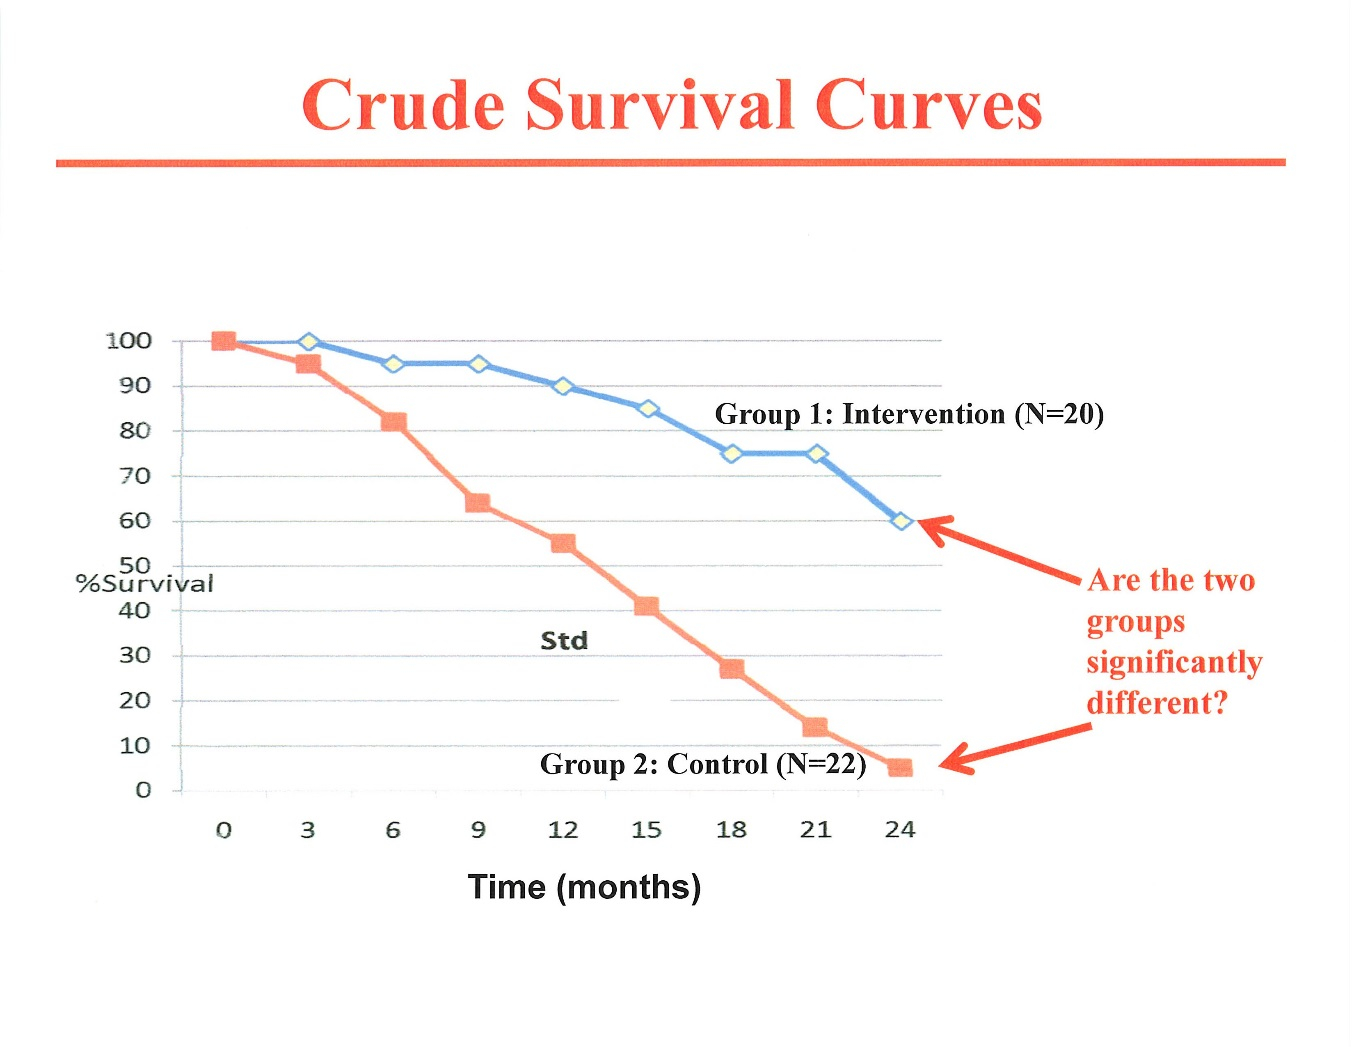 Crude Survival Curves
100
90
80
70
60
50
%Survival
40
30
20
10
0
Group 1: Intervention (N=20)
Std
Group 2: Control (N=22)
Are the two
groups
significantly
different?
0 3 6 9 12 15 18 21 24
Time (months)